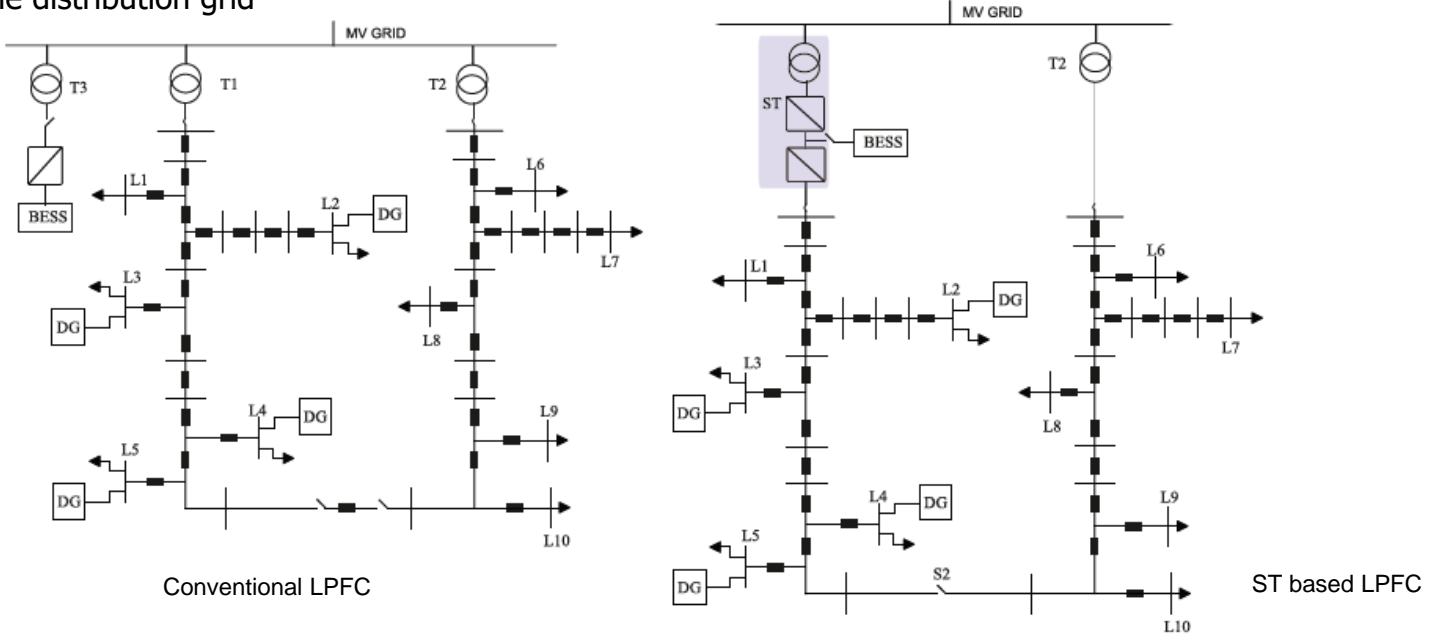 he distribution grid
MV GRID
T3
T1
T2
BESS
L1
L2
DG
L3
DG
L4
DG
L5
DG
L6
L7
L8
L9
L10
Conventional LPFC
MV GRID
ST
BESS
T2
L1
L2
DG
L3
DG
L4
DG
L5
DG
S2
L6
L7
L8
L9
L10
ST based LPFC